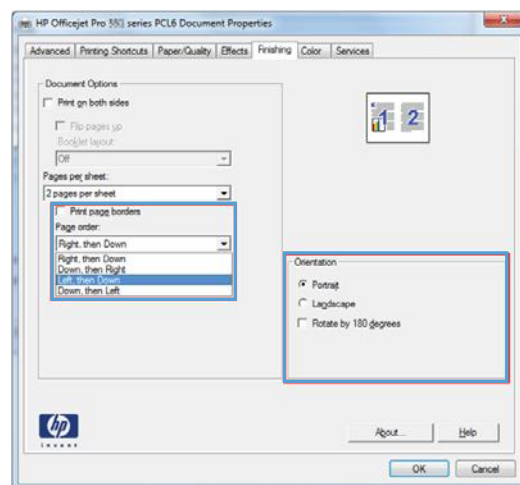 HP Officejet Pro 550 series PCL6 Document Properties
Advanced Printing Shortcuts Paper/Quality Effects Finishing Color Services
Document Options
Print on both sides
Flip pages up
Booklet layout:
Off
Pages per sheet:
2 pages per sheet
Print page borders
Page order:
Right, then Down
Right, then Down
Down, then Right
Left, then Down
Down, then Left
1 2
Orientation
Portrait
Landscape
Rotate by 180 degrees
hp
invent
About...
Help
OK
Cancel